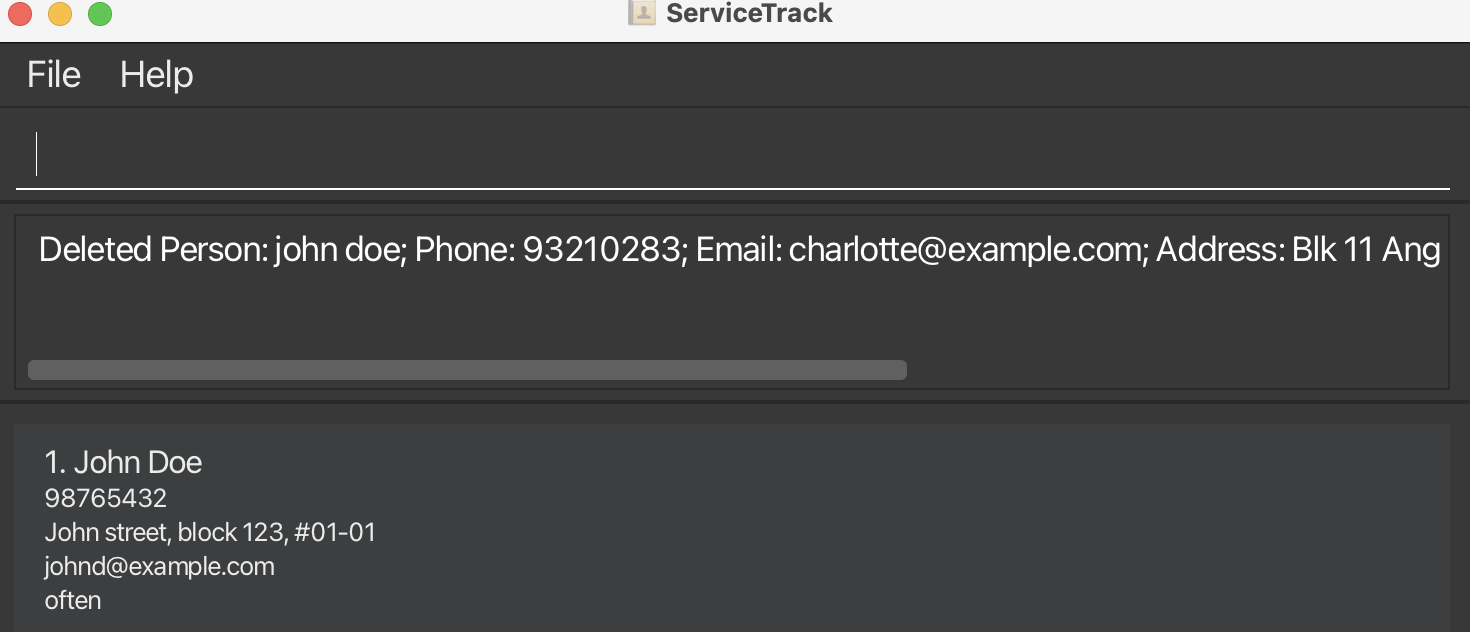 ServiceTrack
File Help
Deleted Person: john doe; Phone: 93210283; Email: charlotte@example.com; Address: Blk 11 Ang
1. John Doe
98765432
John street, block 123, #01-01
johnd@example.com
often